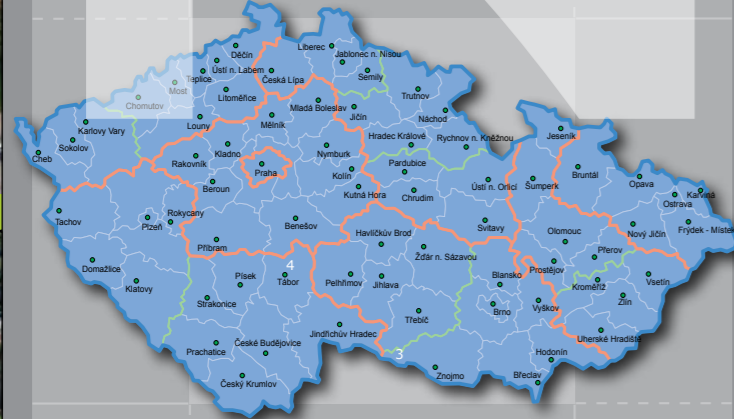 Děčín
Liberec
Jablonec n. Nisou
Ústí n. Labem
Teplice
Česká Lípa
Semily
Most
Chomutov
Litoměřice
Trutnov
Mladá Boleslav
Jičín
Karlovy Vary
Louny
Mělník
Náchod
Jeseník
Sokolov
Hradec Králové
Rychnov n. Kněžnou
Cheb
Rakovník
Kladno
Nymburk
Praha
Kolín
Pardubice
Bruntál
Opava
Beroun
Kutná Hora
Chrudim
Ústí n. Orlicí
Šumperk
Karviná
Ostrava
Tachov
Plzeň
Rokycany
Benešov
Svitavy
Olomouc
Nový Jičín
Frýdek - Místek
Příbram
Havlíčkův Brod
Žďár n. Sázavou
Přerov
Domažlice
4
Prostějov
Klatovy
Písek
Tábor
Pelhřimov
Jihlava
Blansko
Kroměříž
Vsetín
Strakonice
Zlín
Třebíč
Brno
Vyškov
Jindřichův Hradec
Uherské Hradiště
Prachatice
České Budějovice
3
Hodonín
Český Krumlov
Znojmo
Břeclav